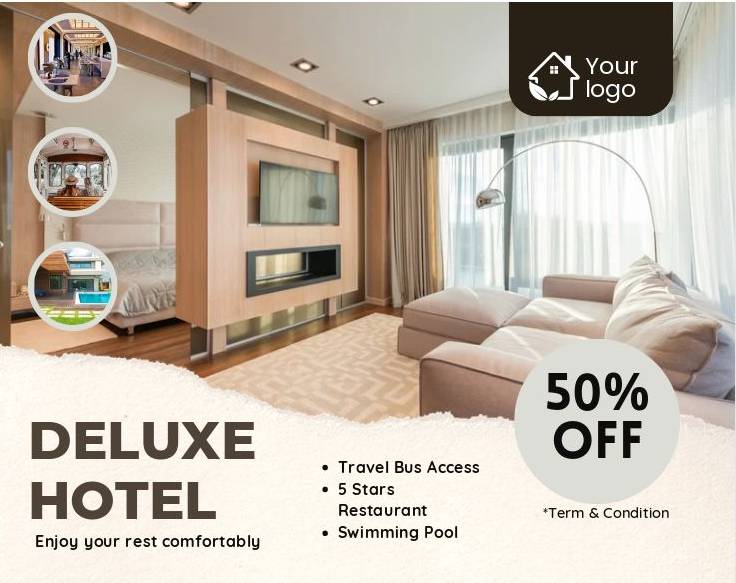 Your
logo
50%
OFF
DELUXE
HOTEL
Enjoy your rest comfortably
• Travel Bus Access
• 5 Stars
Restaurant
• Swimming Pool
*Term & Condition